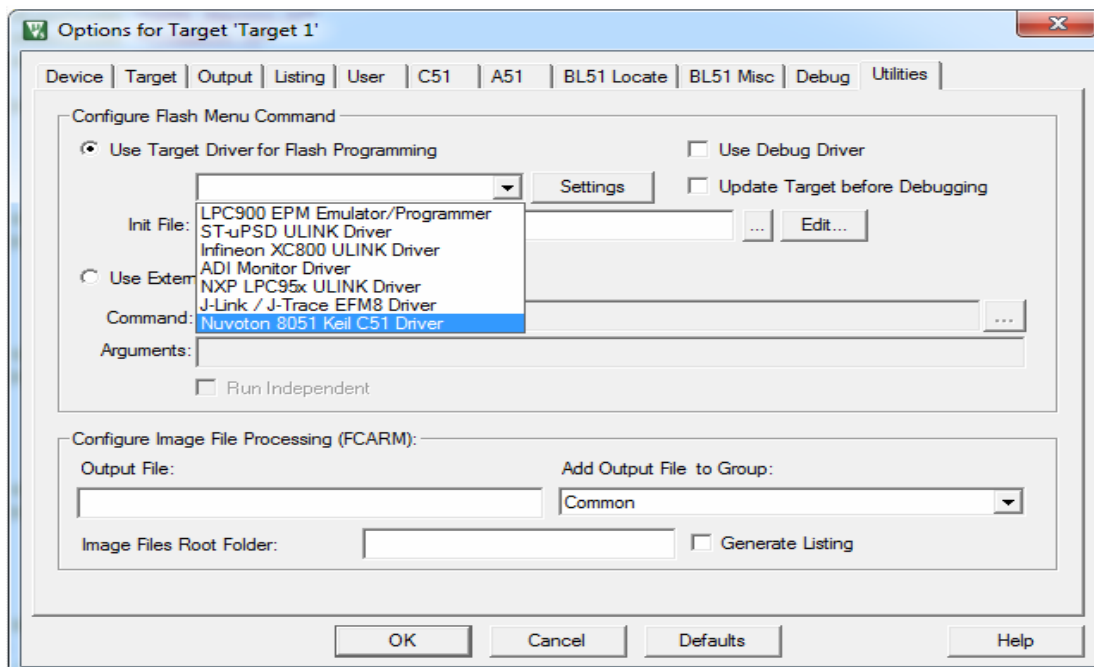 Options for Target 'Target 1'
Device Target Output Listing User C51 A51 BL51 Locate BL51 Misc Debug Utilities
Configure Flash Menu Command
Use Target Driver for Flash Programming Use Debug Driver
Settings Update Target before Debugging
LPC900 EPM Emulator/Programmer
Init File: ... Edit...
ST-uPSD ULINK Driver
Infineon XC800 ULINK Driver
ADI Monitor Driver
Use Extern
NXP LPC95x ULINK Driver
J-Link / J-Trace EFM8 Driver
Command: ...
Nuvoton 8051 Keil C51 Driver
Arguments:
Run Independent
Configure Image File Processing (FCARM):
Output File: Add Output File to Group:
Common
Image Files Root Folder: Generate Listing
OK Cancel Defaults Help